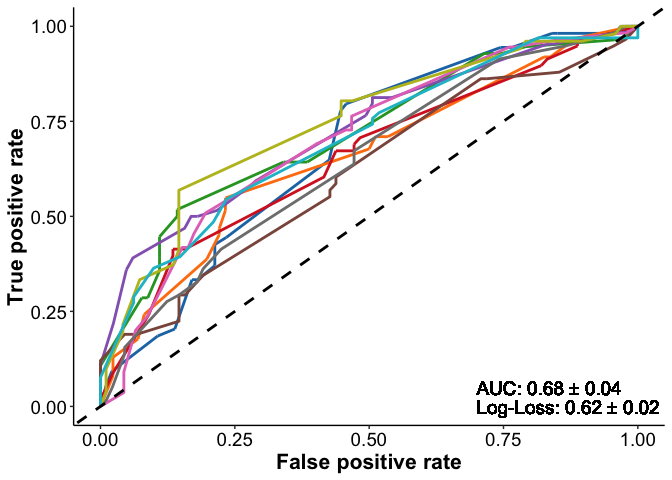 1.00
0.75
0.50
0.25
0.00
True positive rate
AUC: 0.68 ± 0.04
Log-Loss: 0.62 ± 0.02
0.00 0.25 0.50 0.75 1.00
False positive rate